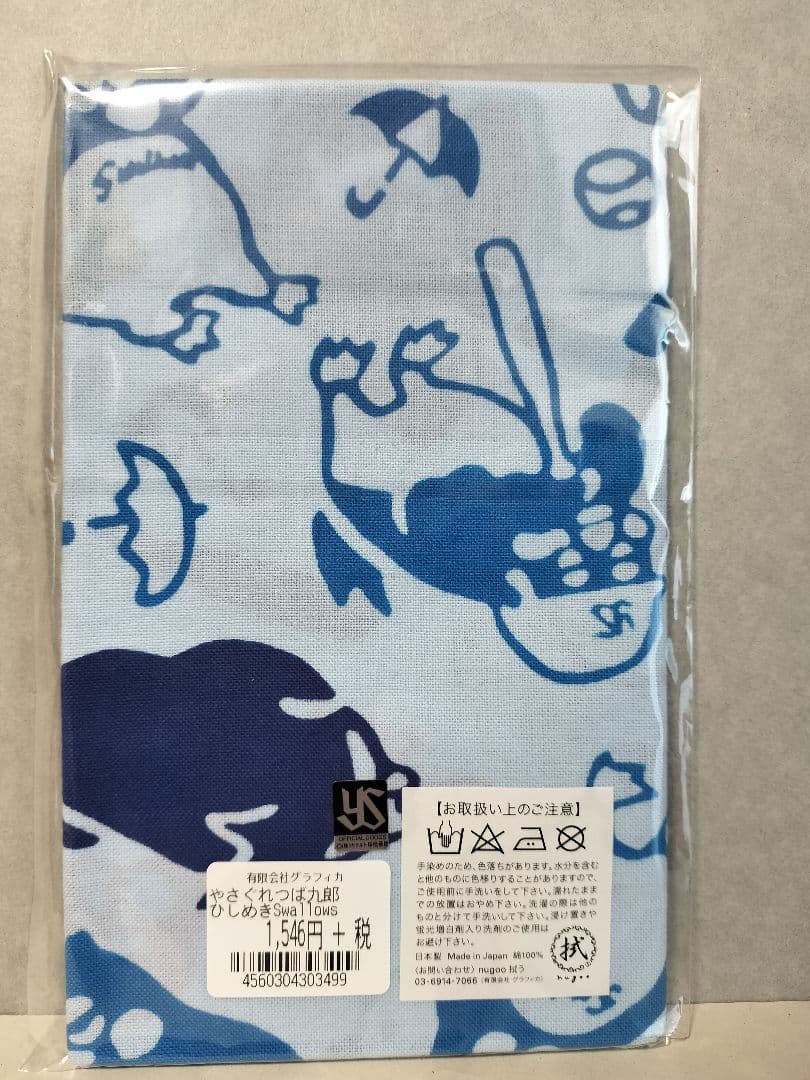 Swallows
YS
YS
OFFICIAL GOODS
【お取扱い上のご注意】
手染めのため、色落ちがあります。水分を含む
と他のものに色移りすることがありますので、
ご使用前に手洗いをして下さい。濡れたまま
での放置はおやめ下さい。洗濯の際は他の
ものと分けて手洗いして下さい。浸け置きや
蛍光増白剤入り洗剤のご使用は
お避け下さい。
日本製 Made in Japan 綿100%
〈お問い合わせ〉 nugoo 拭う
03-6914-7066 (有限会社 グラフィカ)
拭
nugoo
有限会社グラフィカ
やさぐれつば九郎
ひしめきSwallows
1,546円 + 税
4560304303499